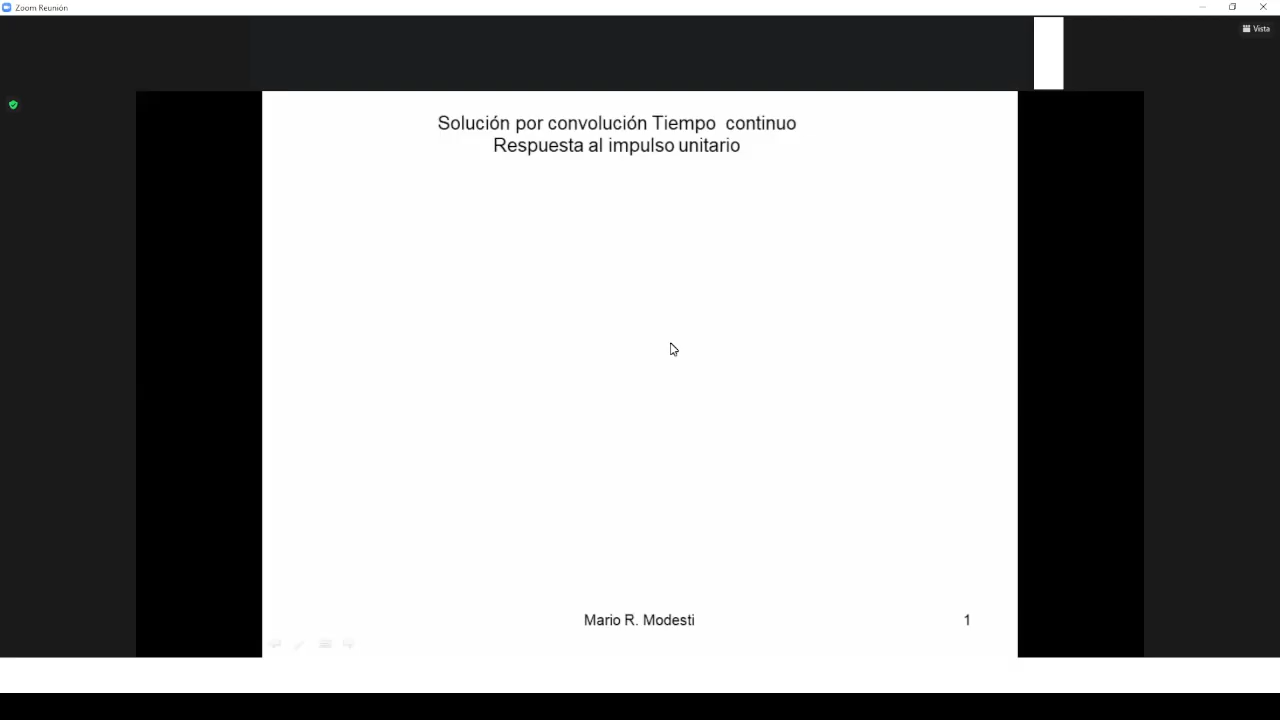 Zoom Reunión
Vista
Solución por convolución Tiempo continuo
Respuesta al impulso unitario
Mario R. Modesti
1